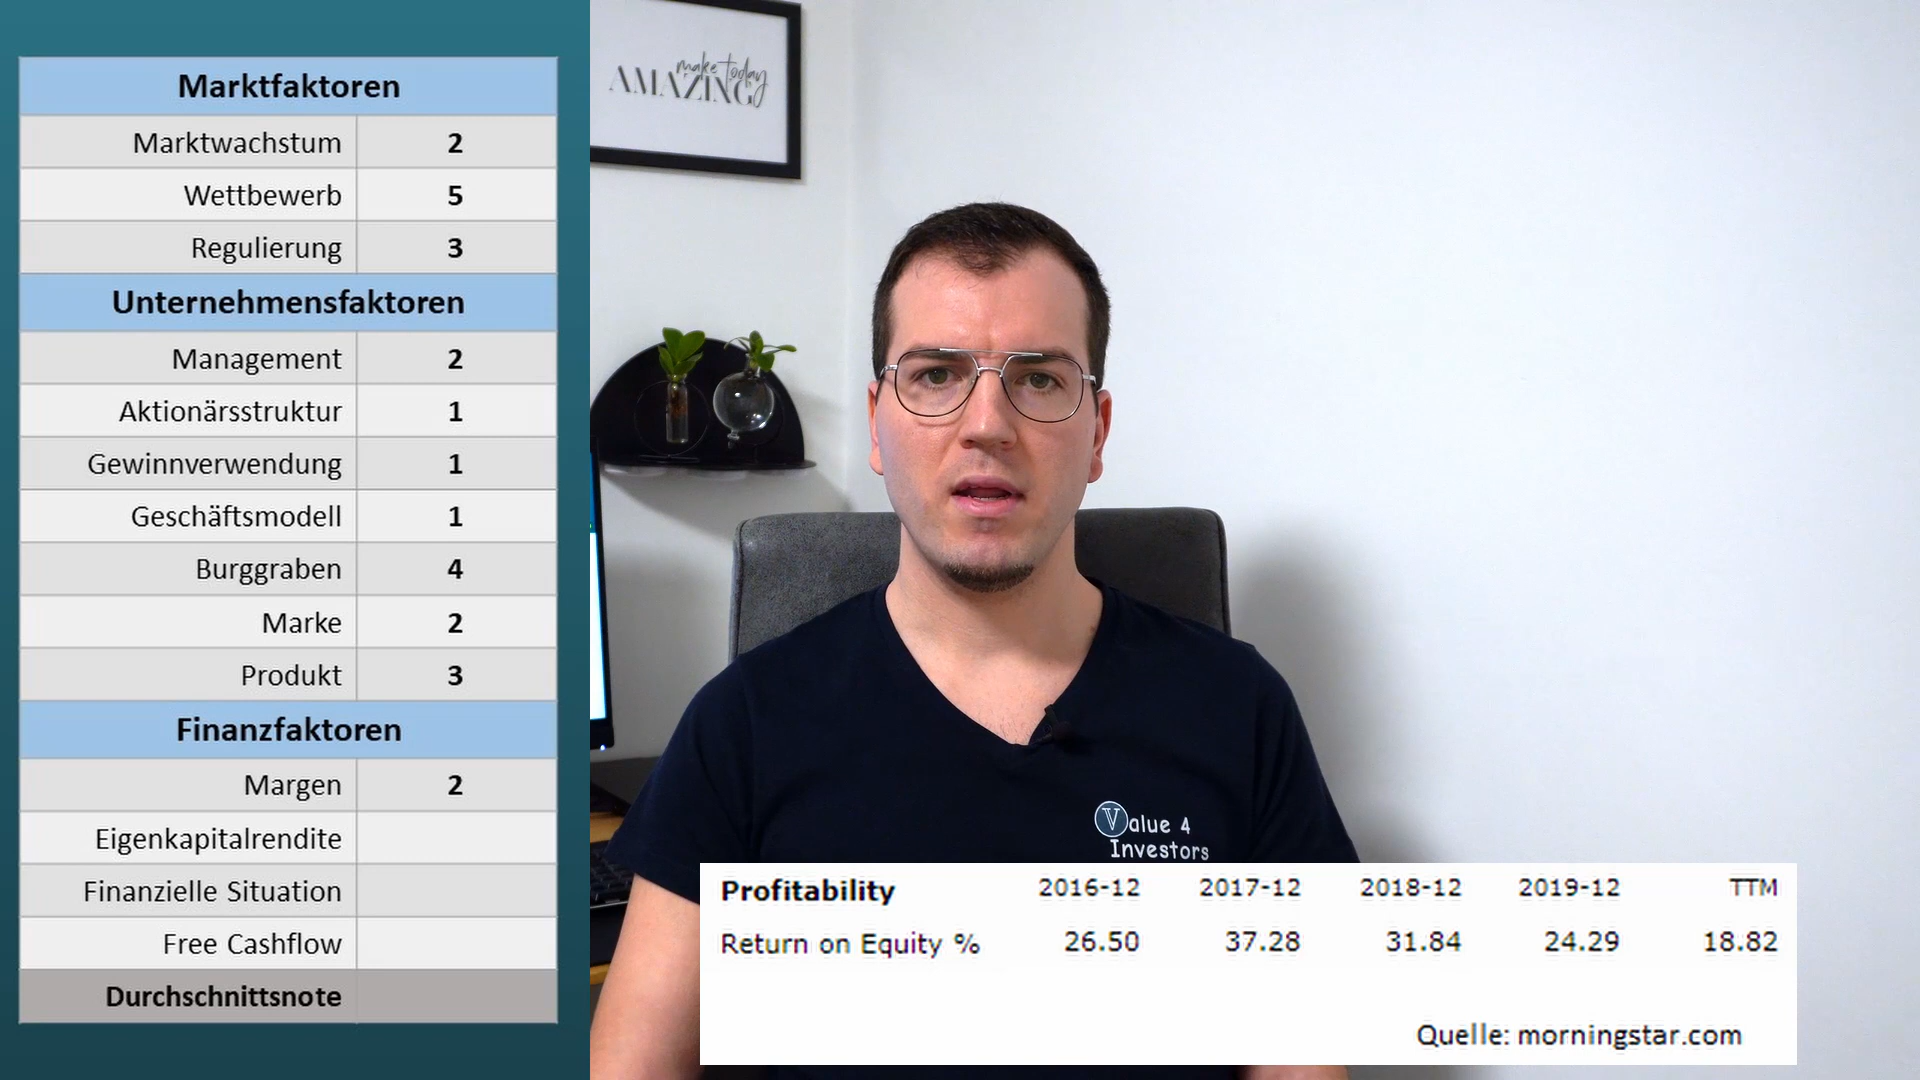 Marktfaktoren
Marktwachstum 2
Wettbewerb 5
Regulierung 3
Unternehmensfaktoren
Management 2
Aktionärsstruktur 1
Gewinnverwendung 1
Geschäftsmodell 1
Burggraben 4
Marke 2
Produkt 3
Finanzfaktoren
Margen 2
Eigenkapitalrendite
Finanzielle Situation
Free Cashflow
Durchschnittsnote
make today
AMAZING!
Value 4
Investors
Profitability 2016-12 2017-12 2018-12 2019-12 TTM
Return on Equity % 26.50 37.28 31.84 24.29 18.82
Quelle: morningstar.com